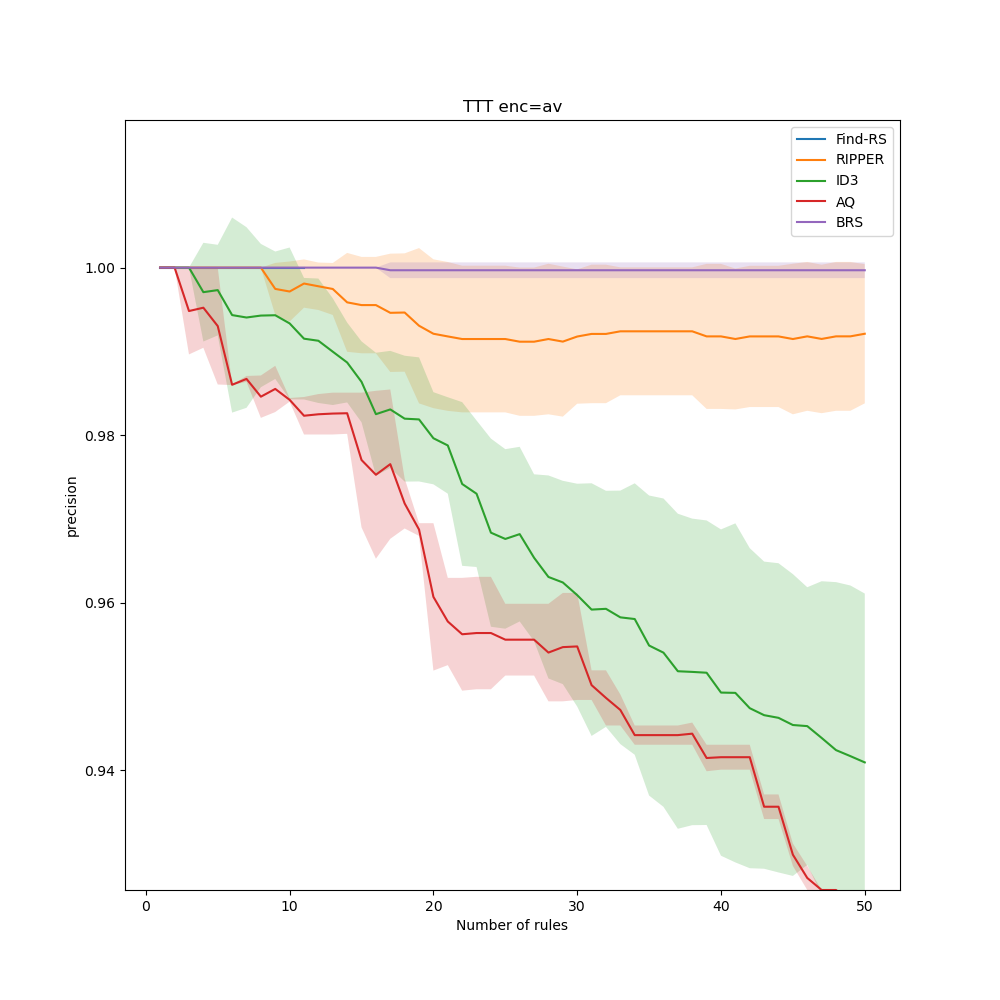 TTT enc=av
Find-RS
RIPPER
ID3
AQ
BRS
1.00
0.98
0.96
0.94
precision
0
10
20
30
40
50
Number of rules